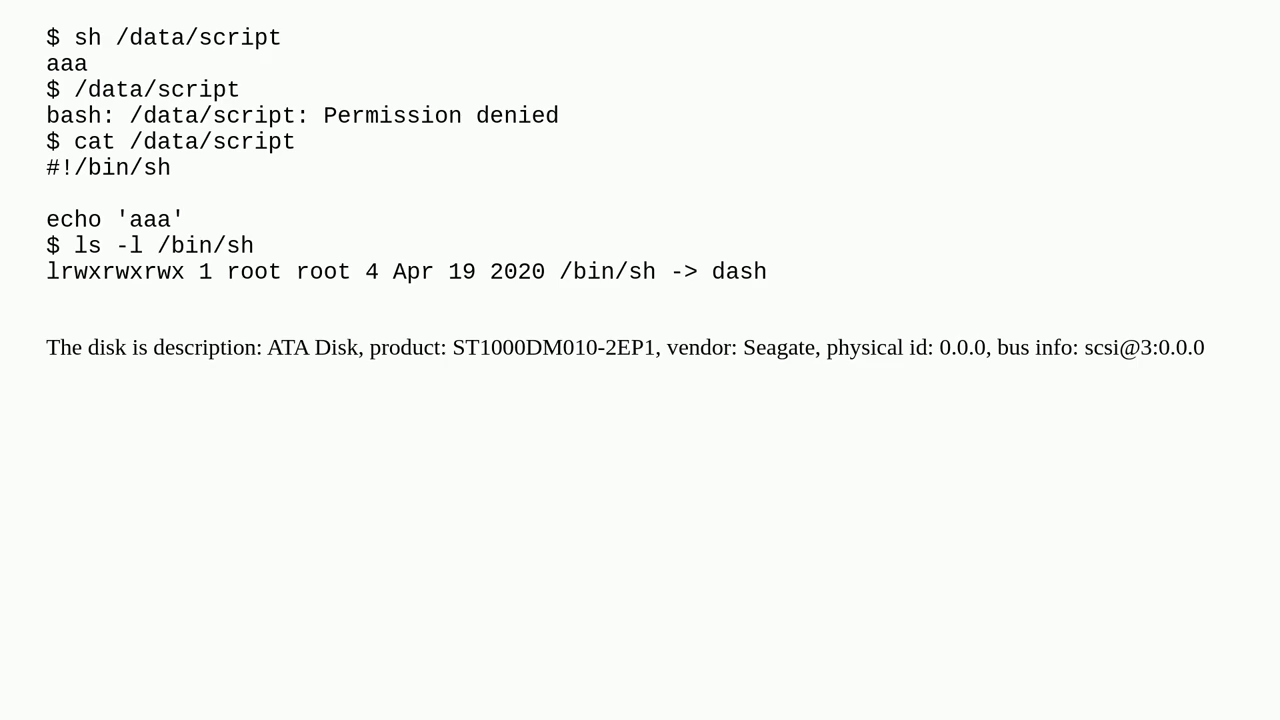 $ sh /data/script
aaa
$ /data/script
bash: /data/script: Permission denied
$ cat /data/script
#!/bin/sh

echo 'aaa'
$ ls -l /bin/sh
lrwxrwxrwx 1 root root 4 Apr 19 2020 /bin/sh -> dash

The disk is description: ATA Disk, product: ST1000DM010-2EP1, vendor: Seagate, physical id: 0.0.0, bus info: scsi@3:0.0.0